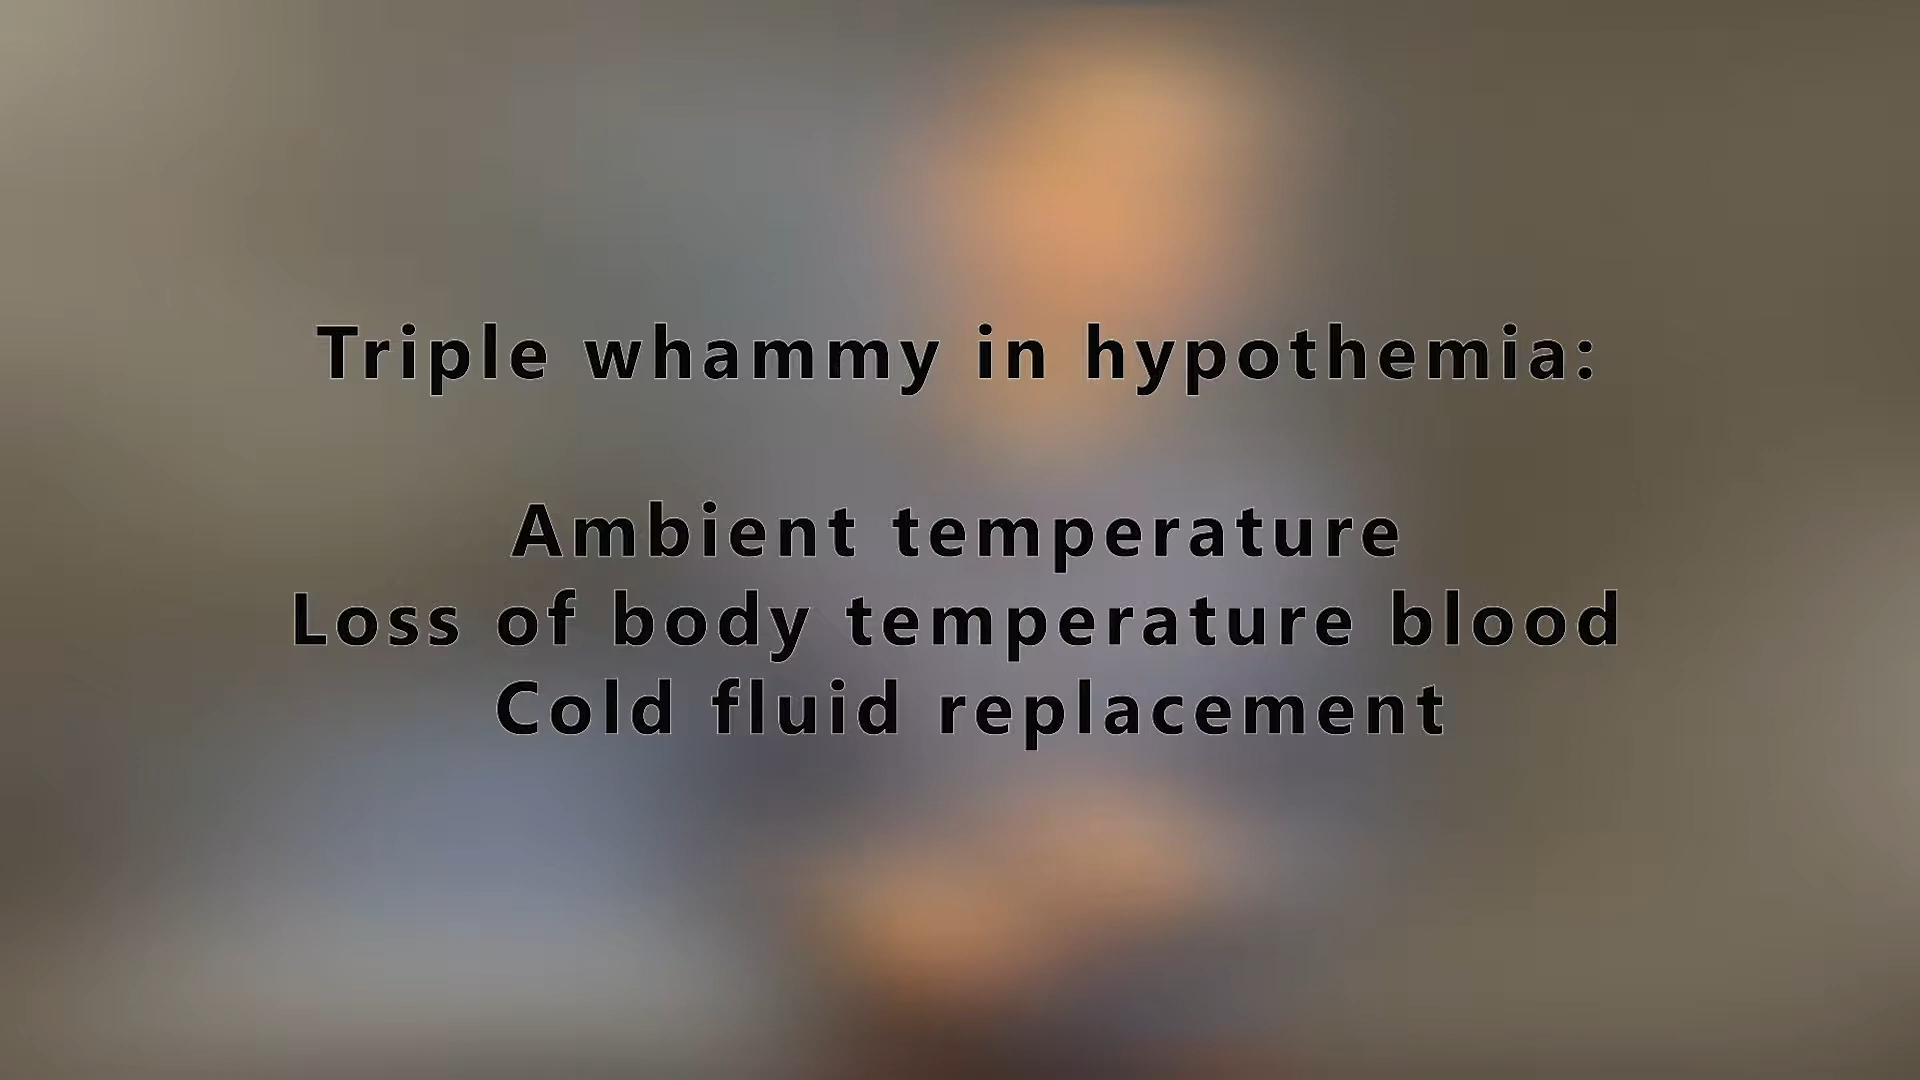 Triple whammy in hypothemia:
Ambient temperature
Loss of body temperature blood
Cold fluid replacement